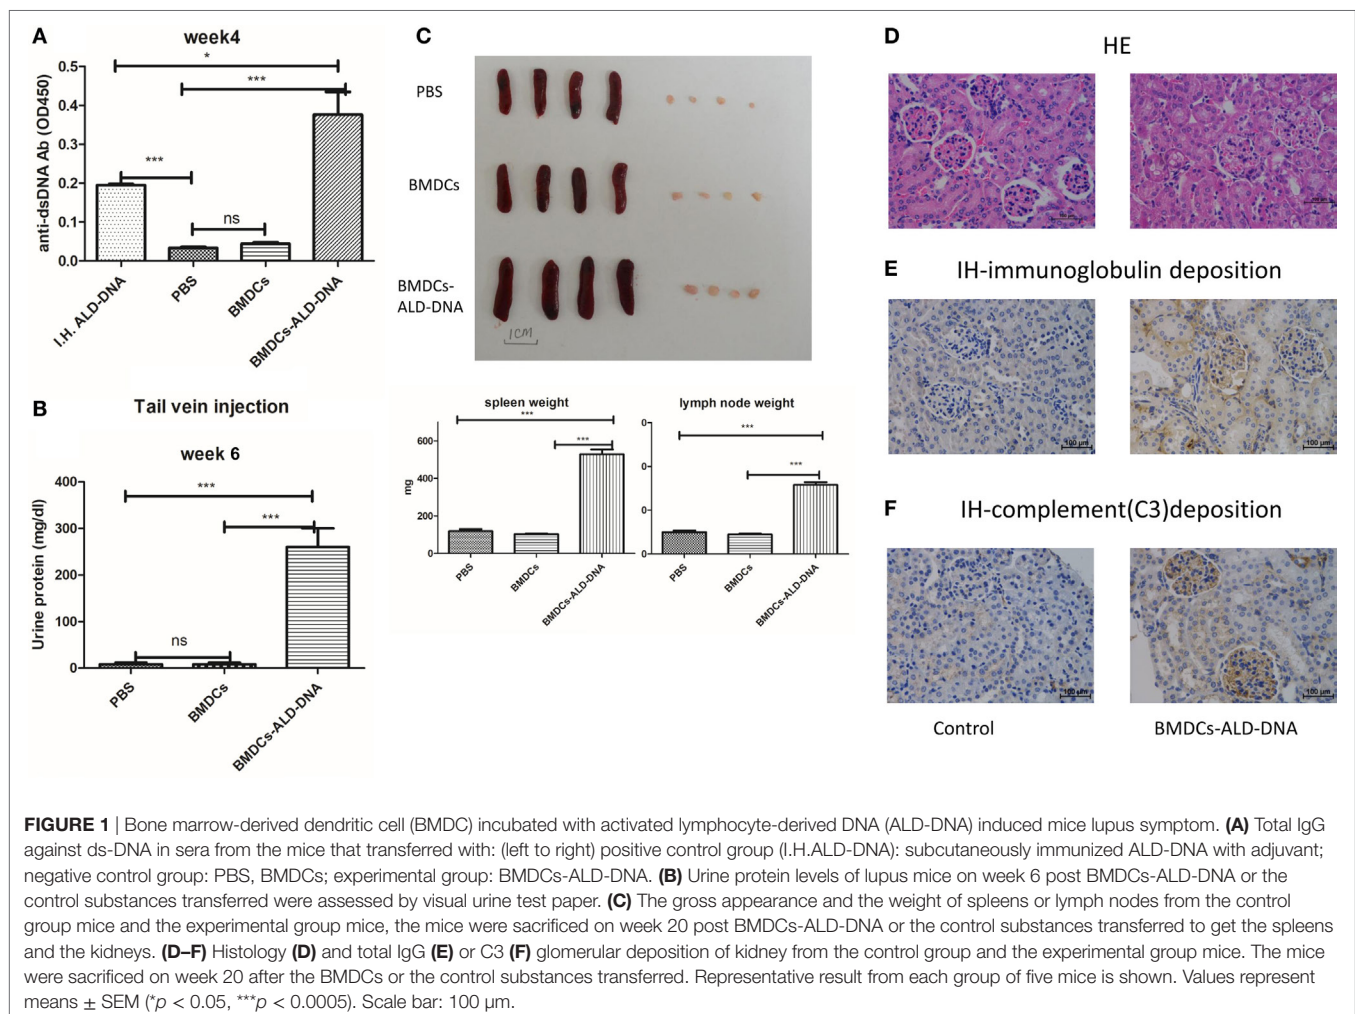 A
week4
*
***
***
ns
anti-dsDNA Ab (OD450)
0.5
0.4
0.3
0.2
0.1
0.0
I.H. ALD-DNA
PBS
BMDCs
BMDCs-ALD-DNA
B
Tail vein injection
week 6
***
***
ns
Urine protein (mg/dl)
400
300
200
100
0
PBS
BMDCs
BMDCs-ALD-DNA
C
PBS
BMDCs
BMDCs-
ALD-DNA
1CM
spleen weight
***
***
mg
600
400
200
0
PBS
BMDCs
BMDCs-ALD-DNA
lymph node weight
***
***
0
0
0
0
PBS
BMDCs
BMDCs-ALD-DNA
D
HE
100 µm
100 µm
E
IH-immunoglobulin deposition
100 µm
100 µm
F
IH-complement(C3)deposition
100 µm
100 µm
Control
BMDCs-ALD-DNA
FIGURE 1 | Bone marrow-derived dendritic cell (BMDC) incubated with activated lymphocyte-derived DNA (ALD-DNA) induced mice lupus symptom. (A) Total IgG
against ds-DNA in sera from the mice that transferred with: (left to right) positive control group (I.H.ALD-DNA): subcutaneously immunized ALD-DNA with adjuvant;
negative control group: PBS, BMDCs; experimental group: BMDCs-ALD-DNA. (B) Urine protein levels of lupus mice on week 6 post BMDCs-ALD-DNA or the
control substances transferred were assessed by visual urine test paper. (C) The gross appearance and the weight of spleens or lymph nodes from the control
group mice and the experimental group mice, the mice were sacrificed on week 20 post BMDCs-ALD-DNA or the control substances transferred to get the spleens
and the kidneys. (D–F) Histology (D) and total IgG (E) or C3 (F) glomerular deposition of kidney from the control group and the experimental group mice. The mice
were sacrificed on week 20 after the BMDCs or the control substances transferred. Representative result from each group of five mice is shown. Values represent
means ± SEM (*p < 0.05, ***p < 0.0005). Scale bar: 100 µm.